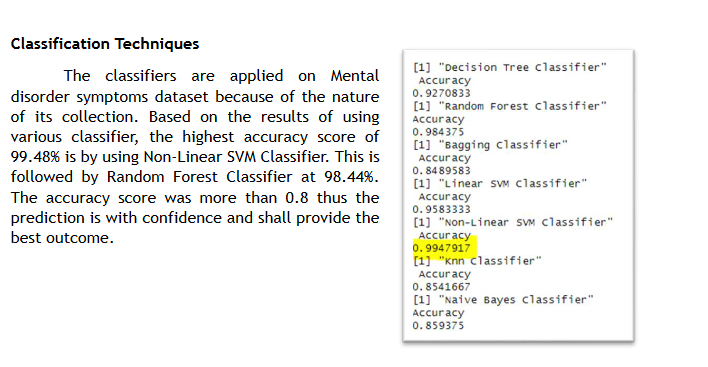 Classification Techniques
The classifiers are applied on Mental
disorder symptoms dataset because of the nature
of its collection. Based on the results of using
various classifier, the highest accuracy score of
99.48% is by using Non-Linear SVM Classifier. This is
followed by Random Forest Classifier at 98.44%.
The accuracy score was more than 0.8 thus the
prediction is with confidence and shall provide the
best outcome.
[1] "Decision Tree Classifier"
Accuracy
0.9270833
[1] "Random Forest Classifier"
Accuracy
0.984375
[1] "Bagging Classifier"
Accuracy
0.8489583
[1] "Linear SVM Classifier"
Accuracy
0.9583333
[1] "Non-Linear SVM Classifier"
Accuracy
0.9947917
[1] "Knn Classifier"
Accuracy
0.8541667
[1] "Naive Bayes Classifier"
Accuracy
0.859375